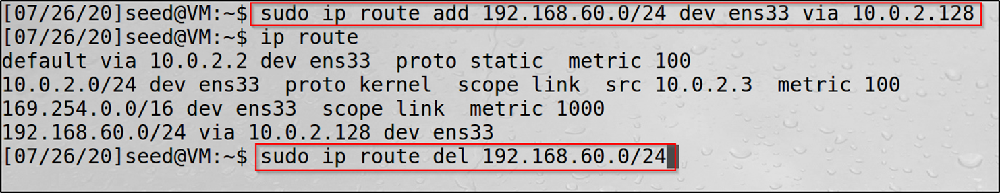 [07/26/20]seed@VM:~$ sudo ip route add 192.168.60.0/24 dev ens33 via 10.0.2.128
[07/26/20]seed@VM:~$ ip route
default via 10.0.2.2 dev ens33  proto static  metric 100
10.0.2.0/24 dev ens33  proto kernel  scope link  src 10.0.2.3  metric 100
169.254.0.0/16 dev ens33  scope link  metric 1000
192.168.60.0/24 via 10.0.2.128 dev ens33
[07/26/20]seed@VM:~$ sudo ip route del 192.168.60.0/24